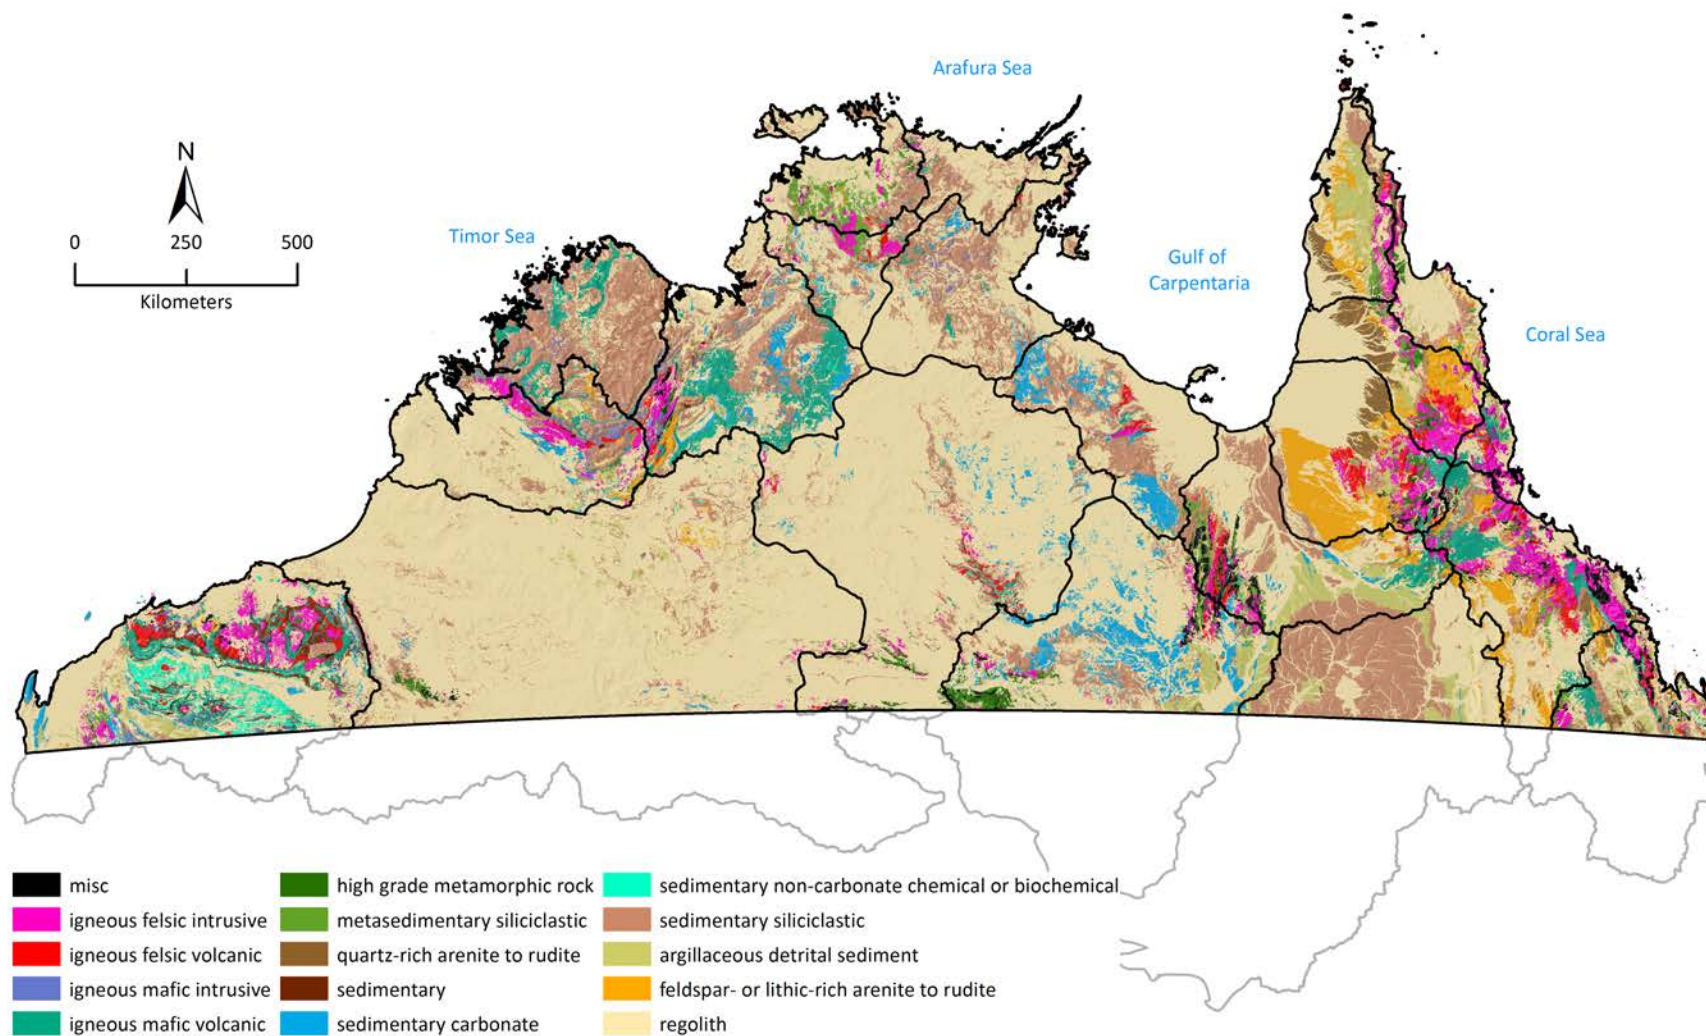 Arafura Sea
N
Timor Sea
0 250 500
Kilometers
Gulf of
Carpentaria
Coral Sea
misc
igneous felsic intrusive
igneous felsic volcanic
igneous mafic intrusive
igneous mafic volcanic
high grade metamorphic rock
metasedimentary siliciclastic
quartz-rich arenite to rudite
sedimentary
sedimentary carbonate
sedimentary non-carbonate chemical or biochemical
sedimentary siliciclastic
argillaceous detrital sediment
feldspar- or lithic-rich arenite to rudite
regolith